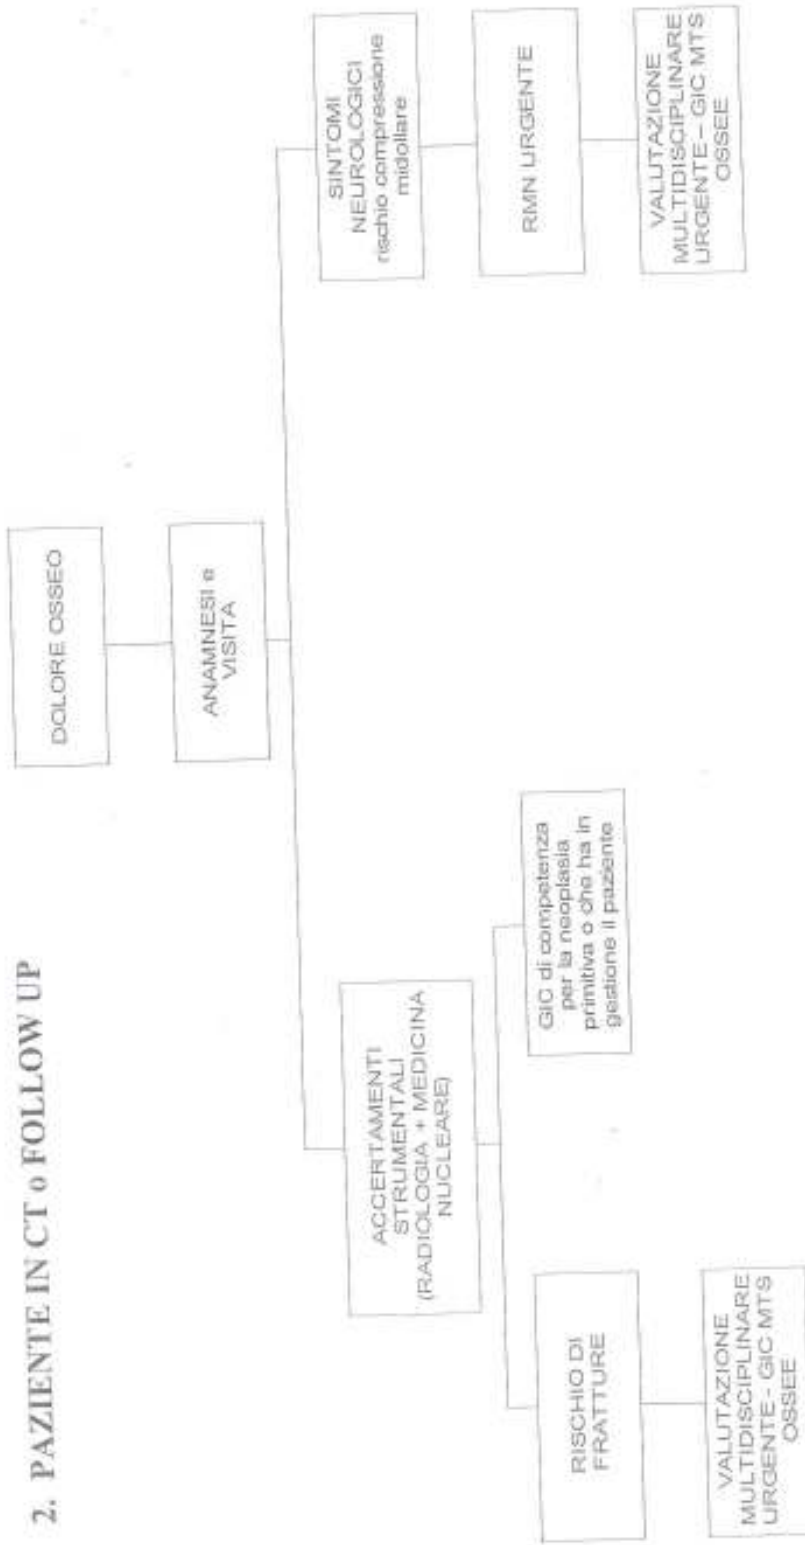 2. PAZIENTE IN CT o FOLLOW UP
DOLORE OSSEO
ANAMNESI e
VISITA
ACCERTAMENTI
STRUMENTALI
(RADIOLOGIA + MEDICINA
NUCLEARE)
SINTOMI
NEUROLOGICI
rischio compressione
midollare
RISCHIO DI
FRATTURE
GIC di competenza
per la neoplasia
primitiva o che ha in
gestione il paziente
RMN URGENTE
VALUTAZIONE
MULTIDISCIPLINARE
URGENTE - GIC MTS
OSSEE
VALUTAZIONE
MULTIDISCIPLINARE
URGENTE – GIC MTS
OSSEE